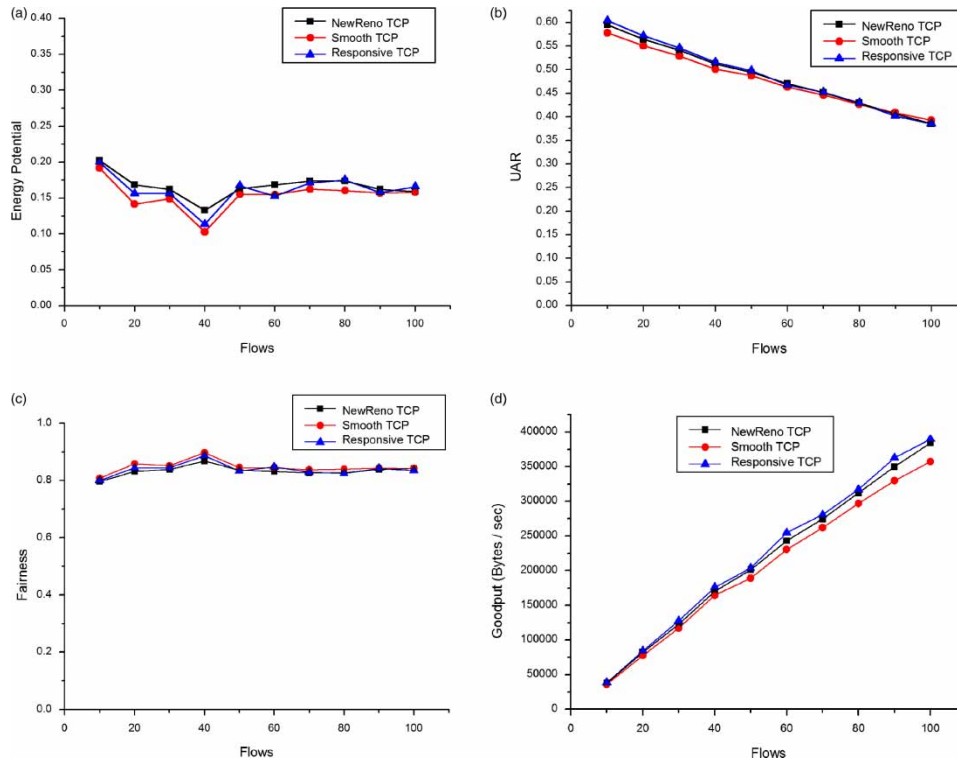 (a)
0.40
0.35
0.30
0.25
0.20
0.15
0.10
0.05
0.00
Energy Potential
NewReno TCP
Smooth TCP
Responsive TCP
0 20 40 60 80 100
Flows
(b)
0.60
0.55
0.50
0.45
0.40
0.35
0.30
0.25
0.20
0.15
0.10
0.05
0.00
UAR
NewReno TCP
Smooth TCP
Responsive TCP
0 20 40 60 80 100
Flows
(c)
1.0
0.8
0.6
0.4
0.2
0.0
Fairness
NewReno TCP
Smooth TCP
Responsive TCP
0 20 40 60 80 100
Flows
(d)
400000
350000
300000
250000
200000
150000
100000
50000
0
Goodput (Bytes / sec)
NewReno TCP
Smooth TCP
Responsive TCP
0 20 40 60 80 100
Flows